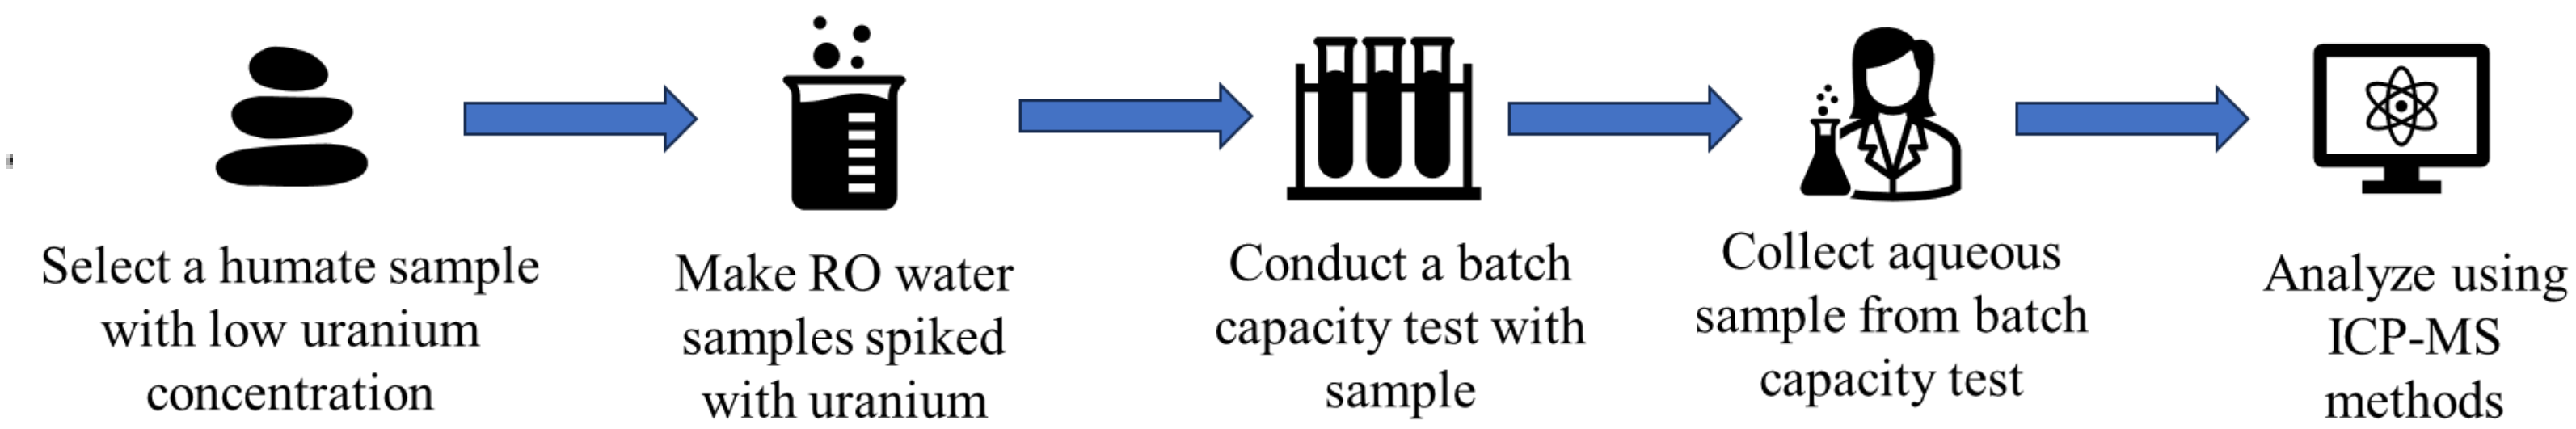 Select a humate sample
with low uranium
concentration
Make RO water
samples spiked
with uranium
Conduct a batch
capacity test with
sample
Collect aqueous
sample from batch
capacity test
Analyze using
ICP-MS
methods